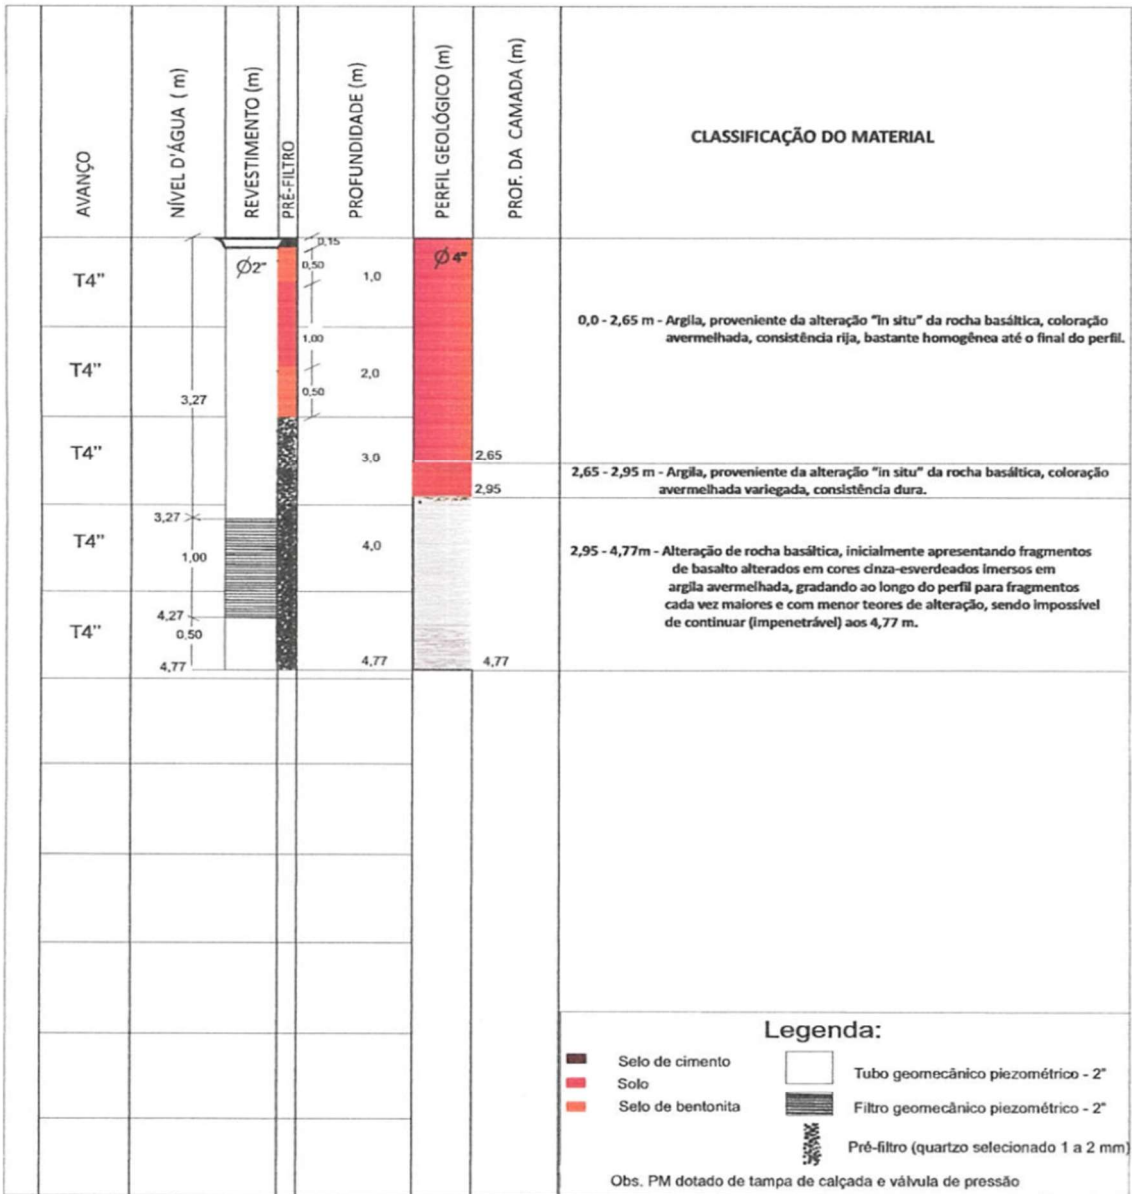 AVANÇO
NÍVEL D'ÁGUA ( m)
REVESTIMENTO (m)
PRÉ-FILTRO
PROFUNDIDADE (m)
PERFIL GEOLÓGICO (m)
PROF. DA CAMADA (m)
CLASSIFICAÇÃO DO MATERIAL
0,15
Ø2"
Ø4"
T4"
0,50
1,0
0,0 - 2,65 m - Argila, proveniente da alteração "in situ" da rocha basáltica, coloração
avermelhada, consistência rija, bastante homogênea até o final do perfil.
1,00
T4"
2,0
0,50
3,27
T4"
3,0
2,65
2,65 - 2,95 m - Argila, proveniente da alteração "in situ" da rocha basáltica, coloração
avermelhada variegada, consistência dura.
2,95
3,27
T4"
1,00
4,0
2,95 - 4,77m - Alteração de rocha basáltica, inicialmente apresentando fragmentos
de basalto alterados em cores cinza-esverdeados imersos em
argila avermelhada, gradando ao longo do perfil para fragmentos
cada vez maiores e com menor teores de alteração, sendo impossível
de continuar (impenetrável) aos 4,77 m.
4,27
T4"
0,50
4,77
4,77
4,77
Legenda:
Selo de cimento
Solo
Selo de bentonita
Tubo geomecânico piezométrico - 2"
Filtro geomecânico piezométrico - 2"
Pré-filtro (quartzo selecionado 1 a 2 mm)
Obs. PM dotado de tampa de calçada e válvula de pressão